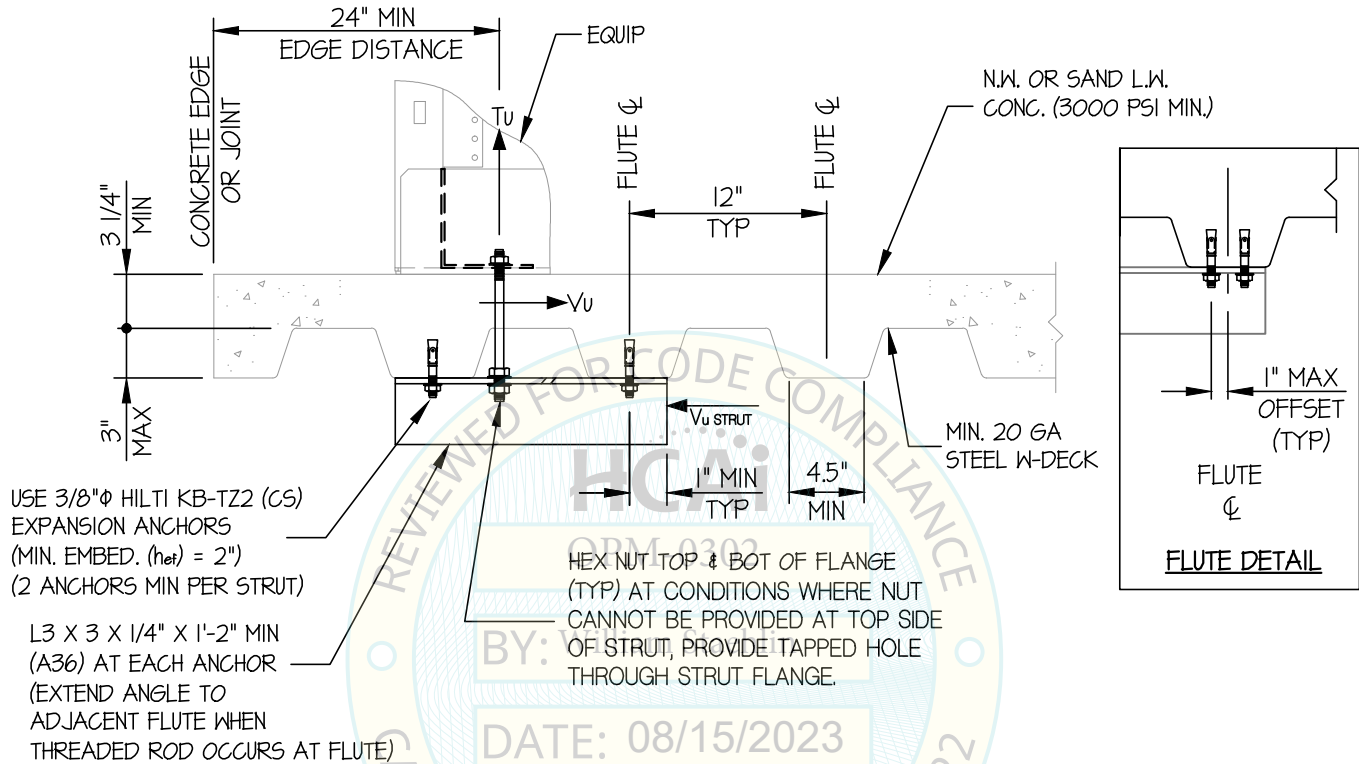 24" MIN
EDGE DISTANCE
EQUIP
CONCRETE EDGE
OR JOINT
Tu
FLUTE ℄
FLUTE ℄
N.W. OR SAND L.W.
CONC. (3000 PSI MIN.)
12"
TYP
3 1/4"
MIN
Vu
3"
MAX
Vu STRUT
1" MIN
TYP
4.5"
MIN
MIN. 20 GA
STEEL W-DECK
1" MAX
OFFSET
(TYP)
FLUTE
℄
FLUTE DETAIL
USE 3/8"Φ HILTI KB-TZ2 (CS)
EXPANSION ANCHORS
(MIN. EMBED. (hef) = 2")
(2 ANCHORS MIN PER STRUT)
L3 X 3 X 1/4" X 1'-2" MIN
(A36) AT EACH ANCHOR
(EXTEND ANGLE TO
ADJACENT FLUTE WHEN
THREADED ROD OCCURS AT FLUTE)
HEX NUT TOP & BOT OF FLANGE
(TYP) AT CONDITIONS WHERE NUT
CANNOT BE PROVIDED AT TOP SIDE
OF STRUT, PROVIDE TAPPED HOLE
THROUGH STRUT FLANGE.
REVIEWED FOR CODE COMPLIANCE
HCAi
OPM-0302
BY: William Staehlin
DATE: 08/15/2023